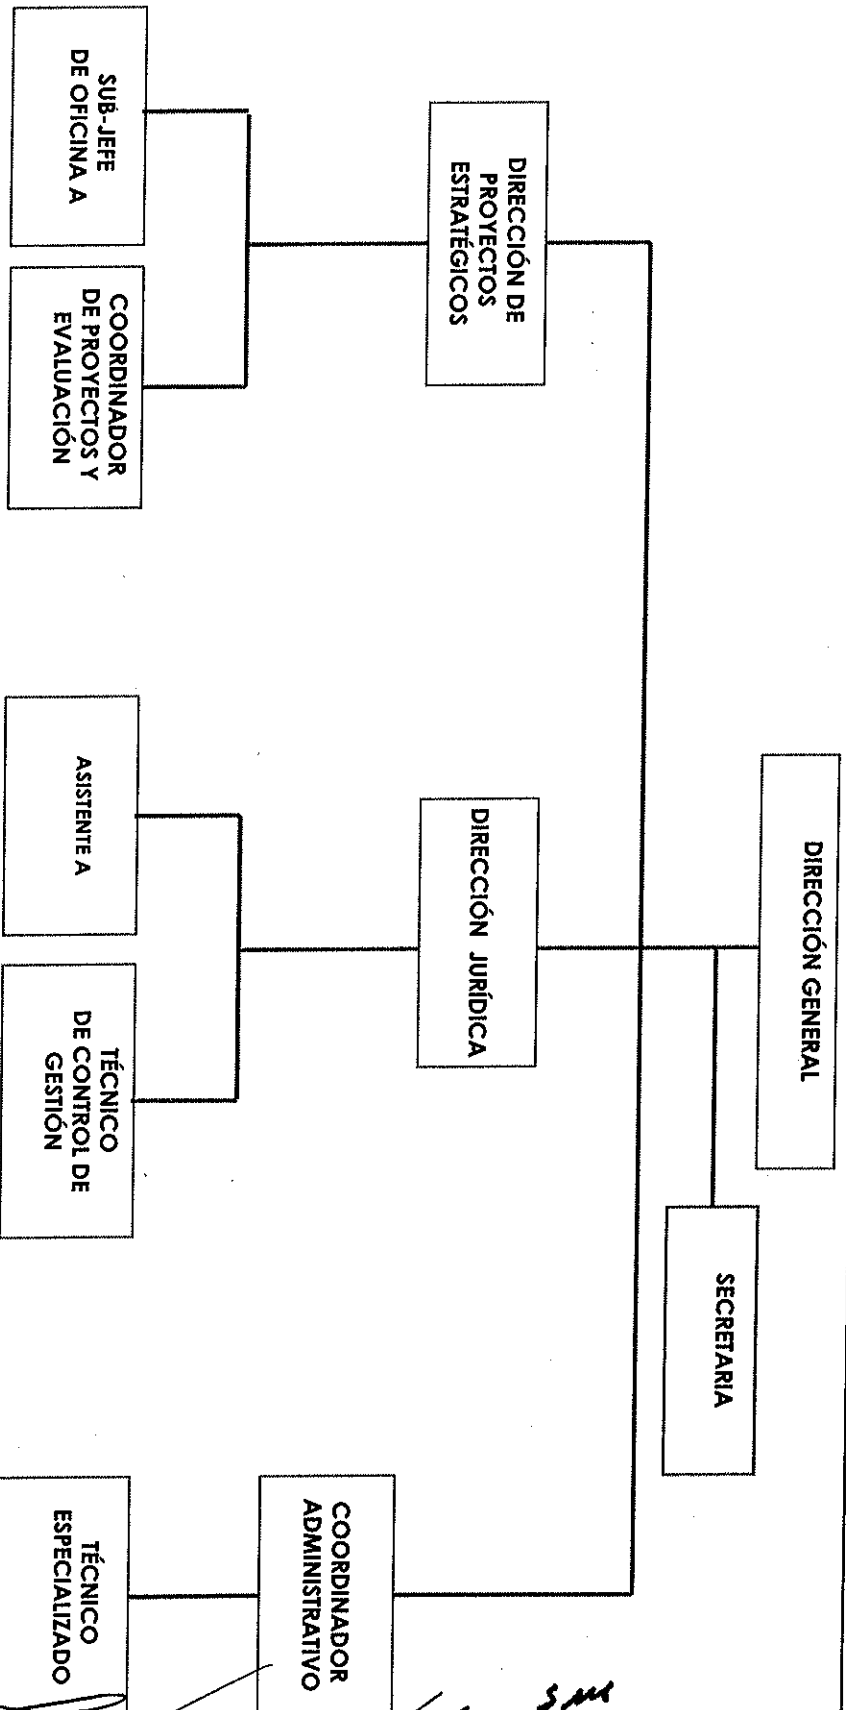 DIRECCIÓN GENERAL
SECRETARIA
DIRECCIÓN DE
PROYECTOS
ESTRATÉGICOS
DIRECCIÓN JURÍDICA
COORDINADOR
ADMINISTRATIVO
SUB-JEFE
DE OFICINA A
COORDINADOR
DE PROYECTOS Y
EVALUACIÓN
ASISTENTE A
TÉCNICO
DE CONTROL DE
GESTIÓN
TÉCNICO
ESPECIALIZADO